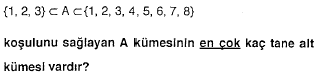 {1, 2, 3} ⊂ A ⊂{1, 2, 3, 4, 5, 6, 7, 8}
koşulunu sağlayan A kümesinin en çok kaç tane alt
kümesi vardır?